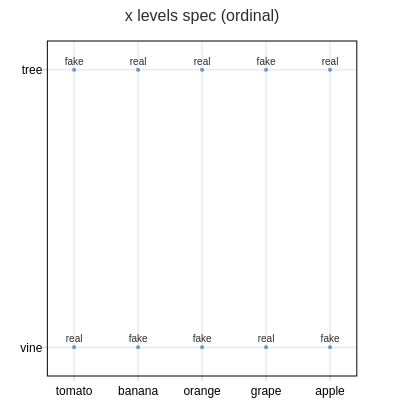 x levels spec (ordinal)
fake real real fake real
tree
real fake fake real fake
vine
tomato banana orange grape apple